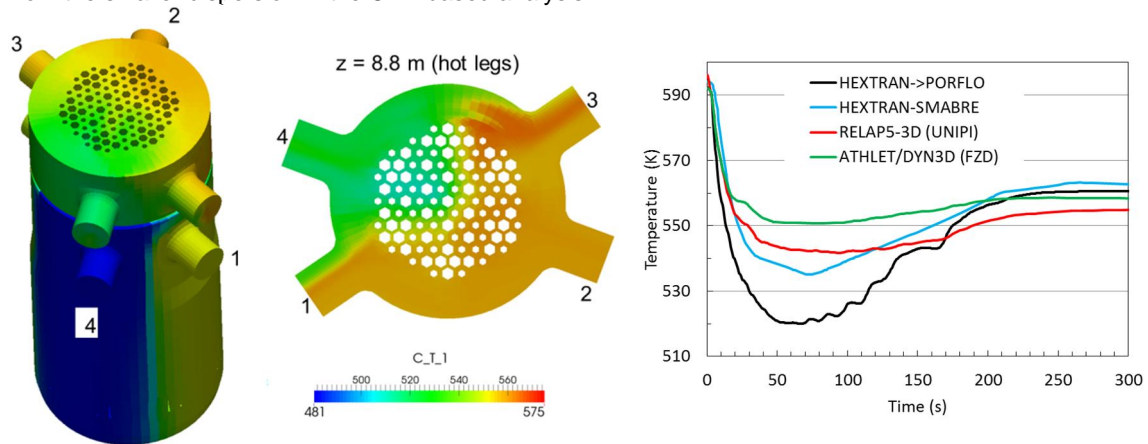 2
3
1
4
z = 8.8 m (hot legs)
4
3
1
2
C_T_1
500 520 540 560
481 575
HEXTRAN->PORFLO
HEXTRAN-SMABRE
RELAP5-3D (UNIPI)
ATHLET/DYN3D (FZD)
Temperature (K)
590
570
550
530
510
0 50 100 150 200 250 300
Time (s)